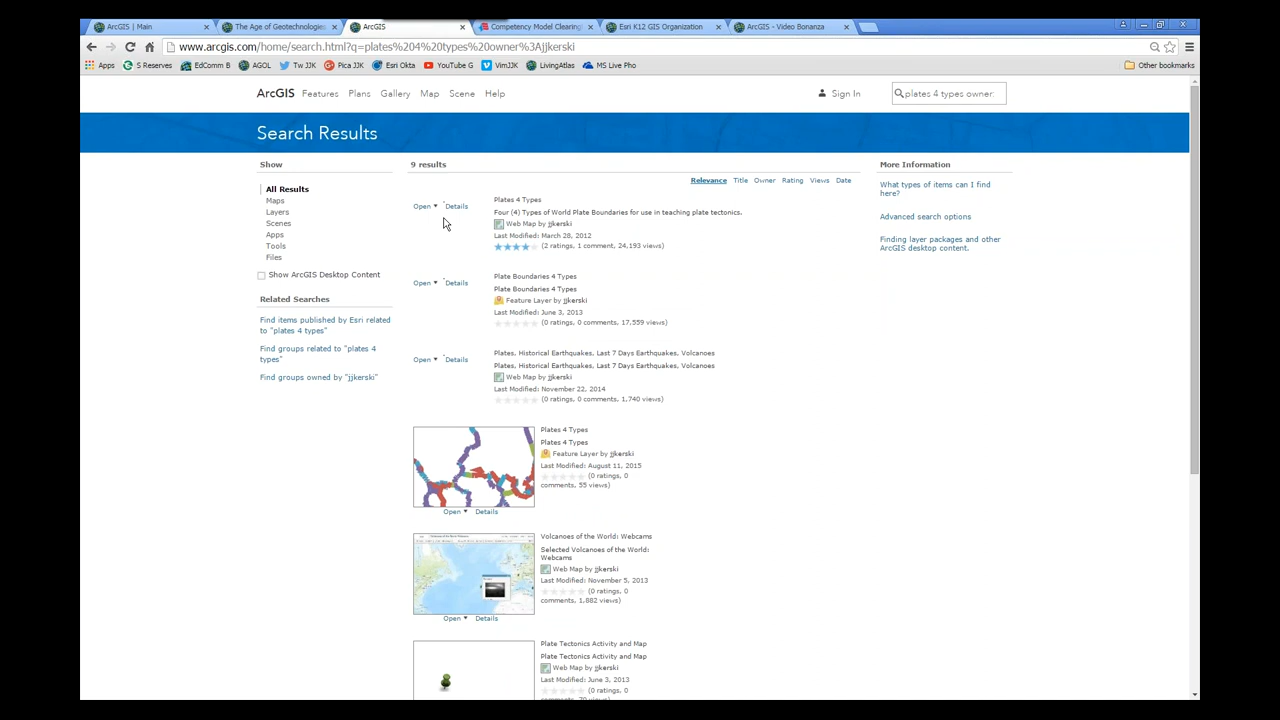 ArcGIS | Main
The Age of Geotechnologies
ArcGIS
Competency Model Clearing
Esri K12 GIS Organization
ArcGIS - Video Bonanza
www.arcgis.com/home/search.html?q=plates%204%20types%20owner%3Ajjkerski
Apps
S Reserves
EdComm B
AGOL
Tw JJK
Pica JJK
Esri Okta
YouTube G
VimJJK
LivingAtlas
MS Live Pho
Other bookmarks
ArcGIS Features Plans Gallery Map Scene Help
Sign In
plates 4 types owner:
Search Results
Show
All Results
Maps
Layers
Scenes
Apps
Tools
Files
Show ArcGIS Desktop Content
Related Searches
Find items published by Esri related
to "plates 4 types"
Find groups related to "plates 4
types"
Find groups owned by "jjkerski"
9 results
Relevance Title Owner Rating Views Date
Open Details
Plates 4 Types
Four (4) Types of World Plate Boundaries for use in teaching plate tectonics.
Web Map by jjkerski
Last Modified: March 28, 2012
(2 ratings, 1 comment, 24,193 views)
Open Details
Plate Boundaries 4 Types
Plate Boundaries 4 Types
Feature Layer by jjkerski
Last Modified: June 3, 2013
(0 ratings, 0 comments, 17,559 views)
Open Details
Plates, Historical Earthquakes, Last 7 Days Earthquakes, Volcanoes
Plates, Historical Earthquakes, Last 7 Days Earthquakes, Volcanoes
Web Map by jjkerski
Last Modified: November 22, 2014
(0 ratings, 0 comments, 1,740 views)
Plates 4 Types
Plates 4 Types
Feature Layer by jjkerski
Last Modified: August 11, 2015
(0 ratings, 0
comments, 55 views)
Open Details
Volcanoes of the World: Webcams
Selected Volcanoes of the World:
Webcams
Web Map by jjkerski
Last Modified: November 5, 2013
(0 ratings, 0
comments, 1,882 views)
Open Details
Plate Tectonics Activity and Map
Plate Tectonics Activity and Map
Web Map by jjkerski
Last Modified: June 3, 2013
(0 ratings, 0
More Information
What types of items can I find
here?
Advanced search options
Finding layer packages and other
ArcGIS desktop content.